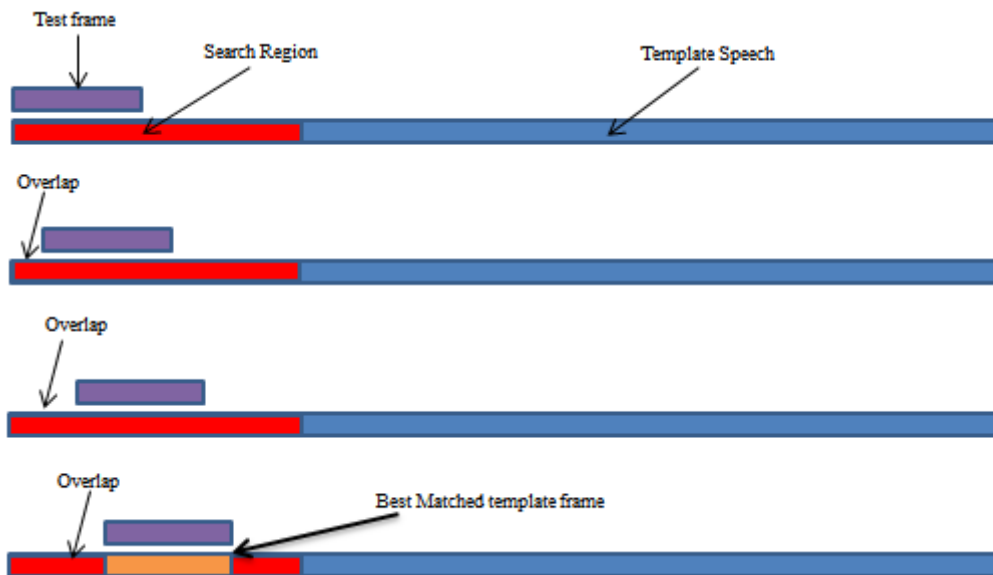 Test frame
Search Region
Template Speech
Overlap
Overlap
Overlap
Best Matched template frame